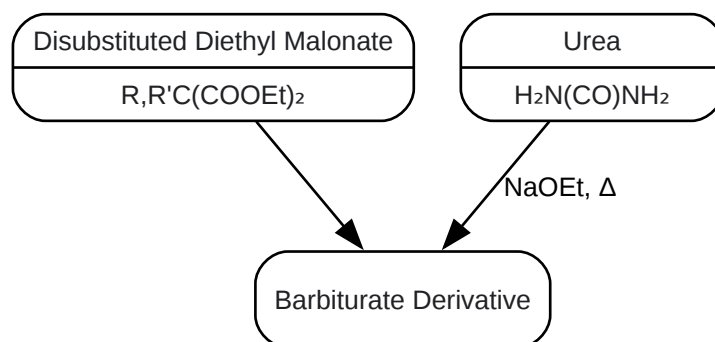 Disubstituted Diethyl Malonate
R,R'C(COOEt)₂
Urea
H₂N(CO)NH₂
NaOEt, Δ
Barbiturate Derivative